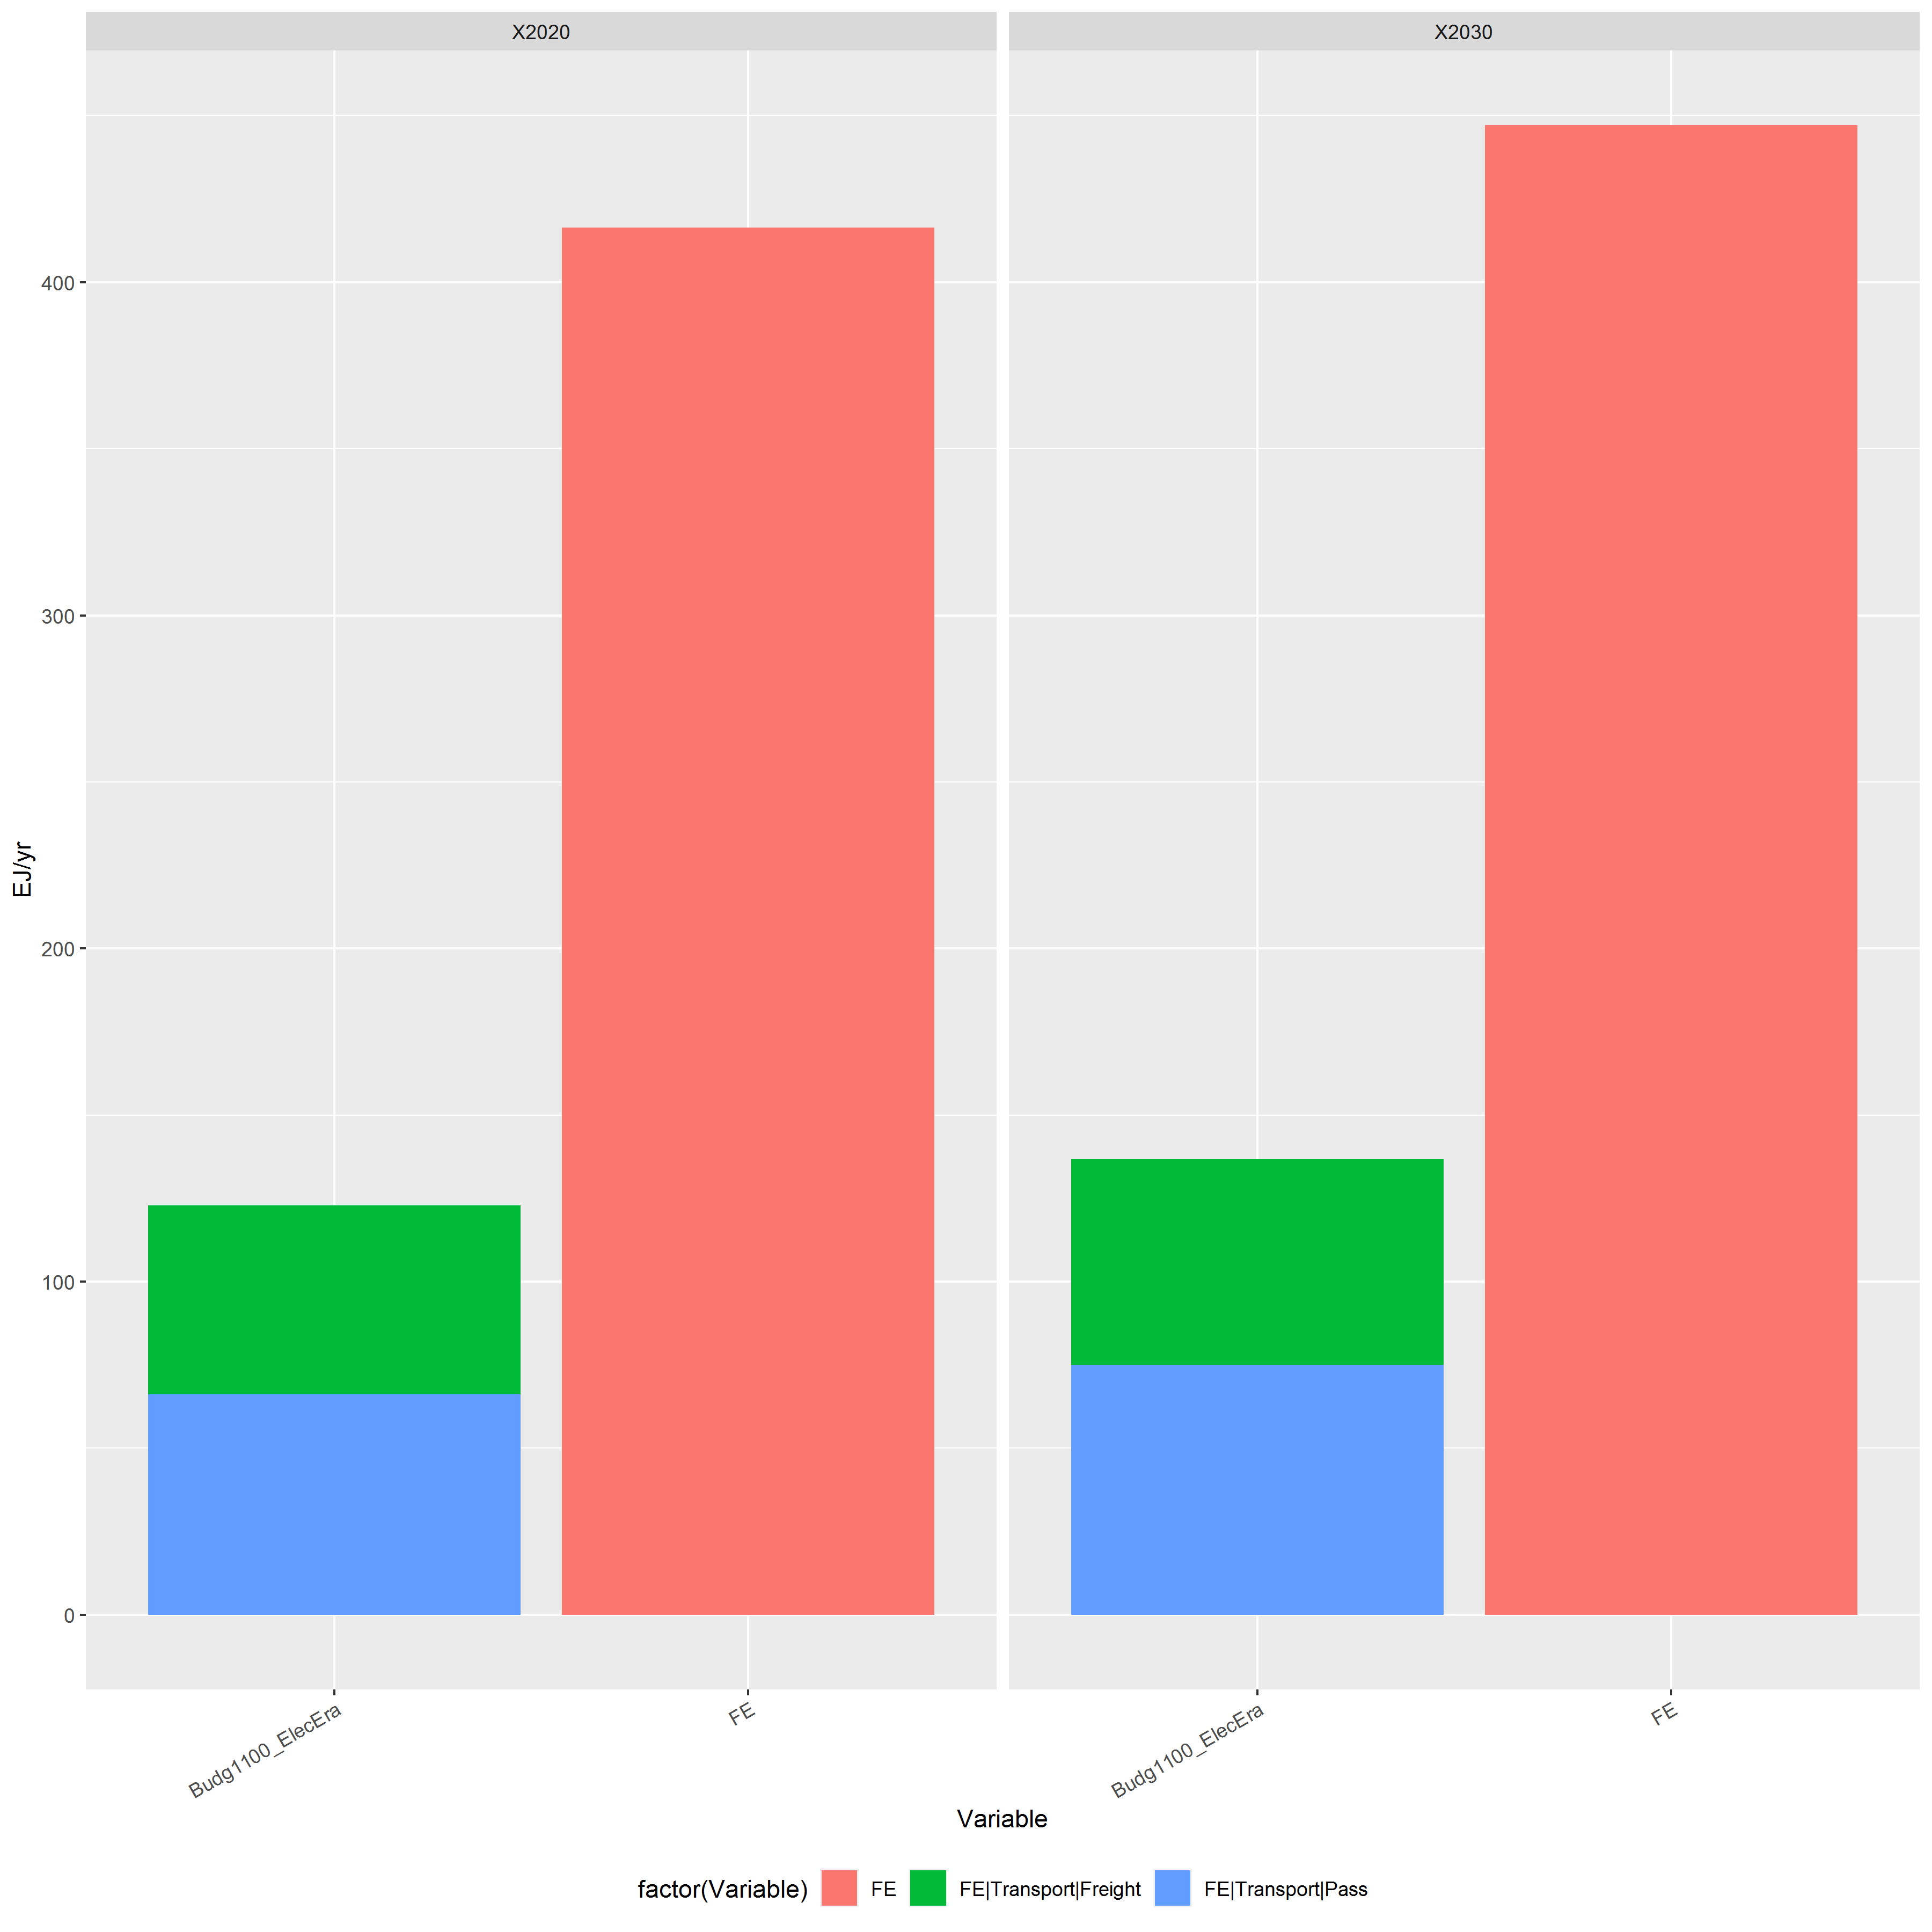 X2020
X2030
EJ/yr
400
300
200
100
0
Budg1100_ElecEra
FE
Budg1100_ElecEra
FE
Variable
factor(Variable) FE FE|Transport|Freight FE|Transport|Pass